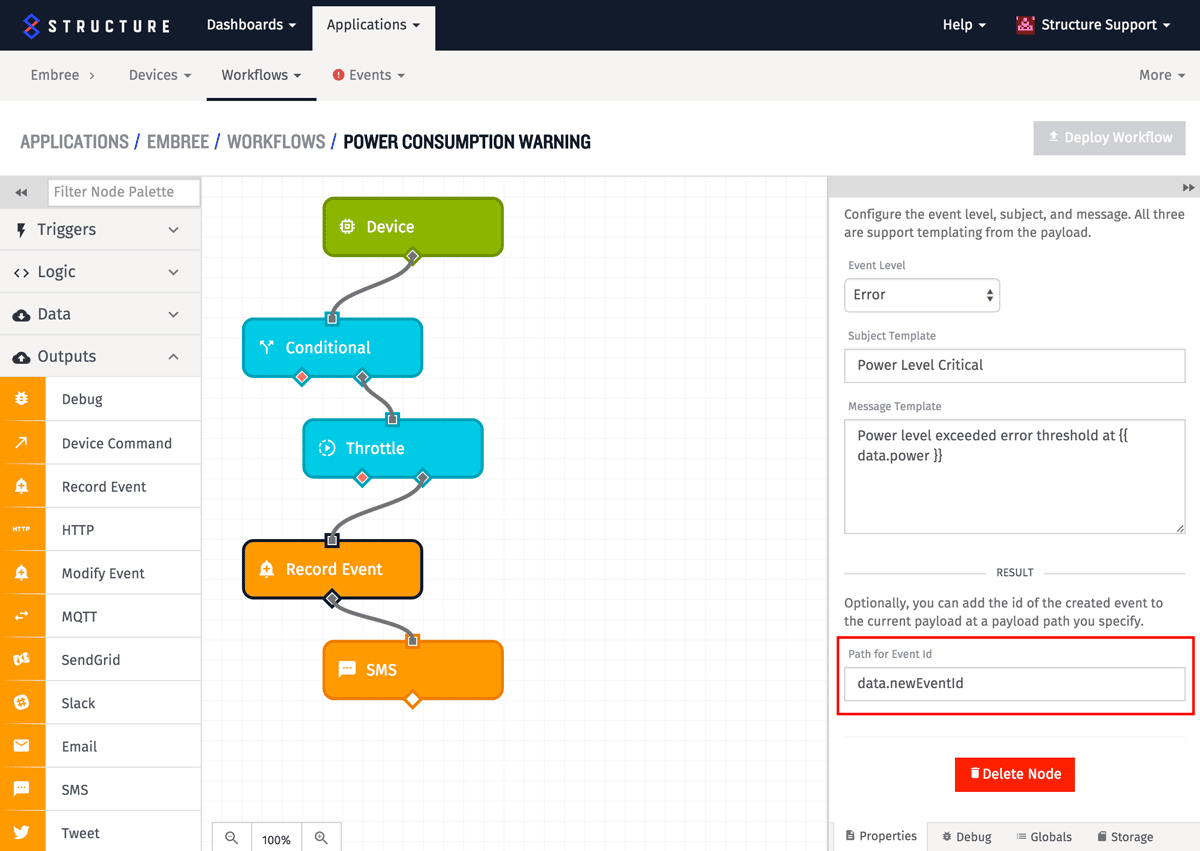 STRUCTURE
Dashboards
Applications
Help
Structure Support
Embree
Devices
Workflows
Events
More
APPLICATIONS / EMBREE / WORKFLOWS / POWER CONSUMPTION WARNING
Deploy Workflow
Filter Node Palette
Triggers
Logic
Data
Outputs
Debug
Device Command
Record Event
HTTP
HTTP
Modify Event
MQTT
SendGrid
Slack
Email
SMS
Tweet
Device
Conditional
Throttle
Record Event
SMS
100%
Configure the event level, subject, and message. All three
are support templating from the payload.
Event Level
Error
Subject Template
Power Level Critical
Message Template
Power level exceeded error threshold at {{
data.power }}
RESULT
Optionally, you can add the id of the created event to
the current payload at a payload path you specify.
Path for Event Id
data.newEventId
Delete Node
Properties
Debug
Globals
Storage